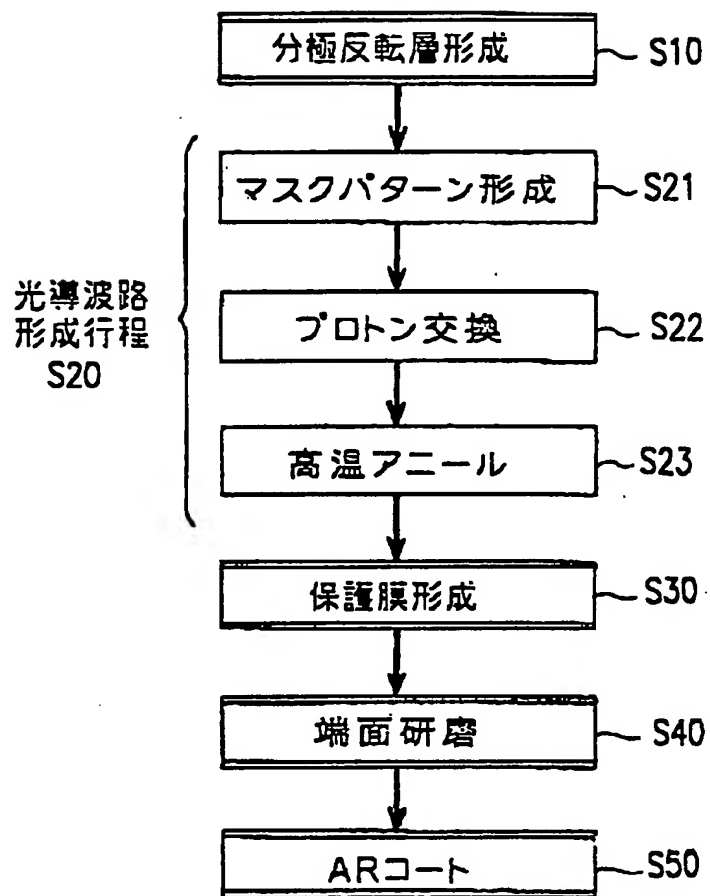 分極反転層形成 S10
マスクパターン形成 S21
光導波路
形成行程
S20
プロトン交換 S22
高温アニール S23
保護膜形成 S30
端面研磨 S40
ARコート S50